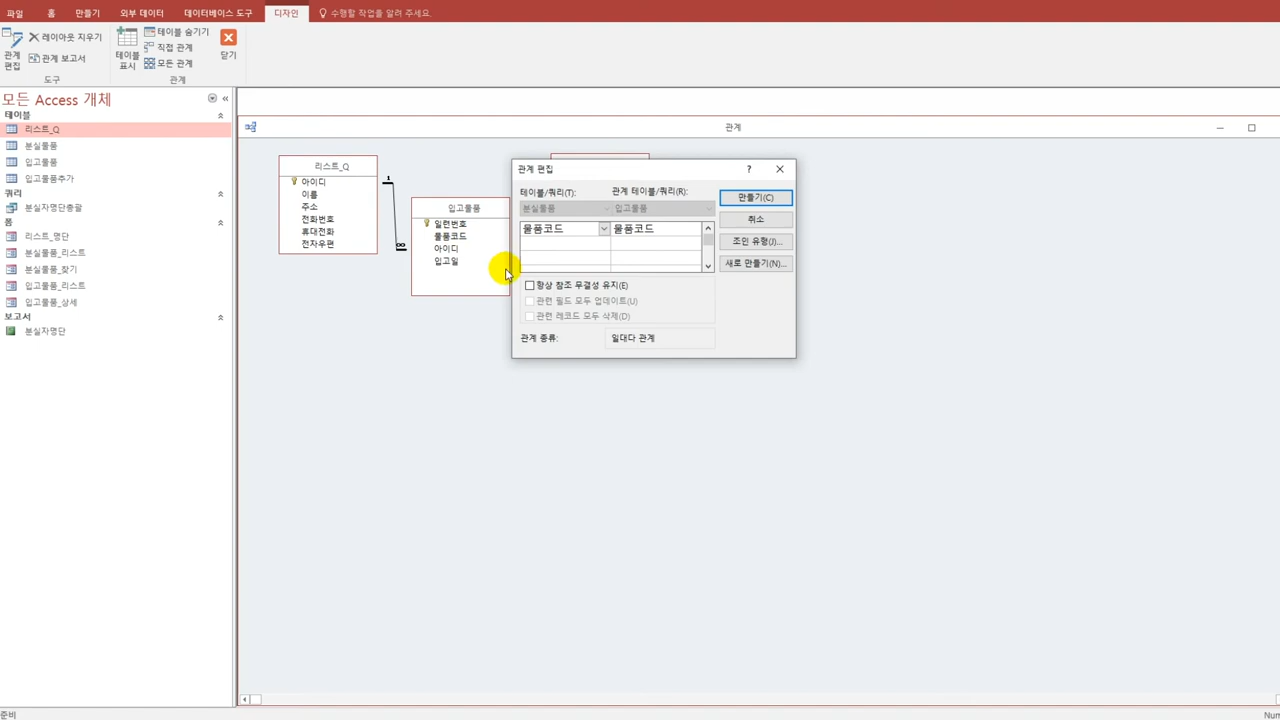 파일 홈 만들기 외부 데이터 데이터베이스 도구 디자인 수행할 작업을 알려 주세요.
관계 편집
레이아웃 지우기
관계 보고서
도구
테이블 표시
테이블 숨기기
직접 관계
모든 관계
관계
닫기
모든 Access 개체
테이블
리스트_Q
분실물품
입고물품
입고물품추가
쿼리
분실자명단총괄
폼
리스트_명단
분실물품_리스트
분실물품_찾기
입고물품_리스트
입고물품_상세
보고서
분실자명단
관계
리스트_Q
아이디
이름
주소
전화번호
휴대전화
전자우편
1
∞
입고물품
일련번호
물품코드
아이디
입고일
관계 편집
테이블/쿼리(T): 관계 테이블/쿼리(R):
분실물품 입고물품
물품코드 물품코드
항상 참조 무결성 유지(E)
관련 필드 모두 업데이트(U)
관련 레코드 모두 삭제(D)
관계 종류: 일대다 관계
만들기(C)
취소
조인 유형(J)...
새로 만들기(N)...
준비
Num